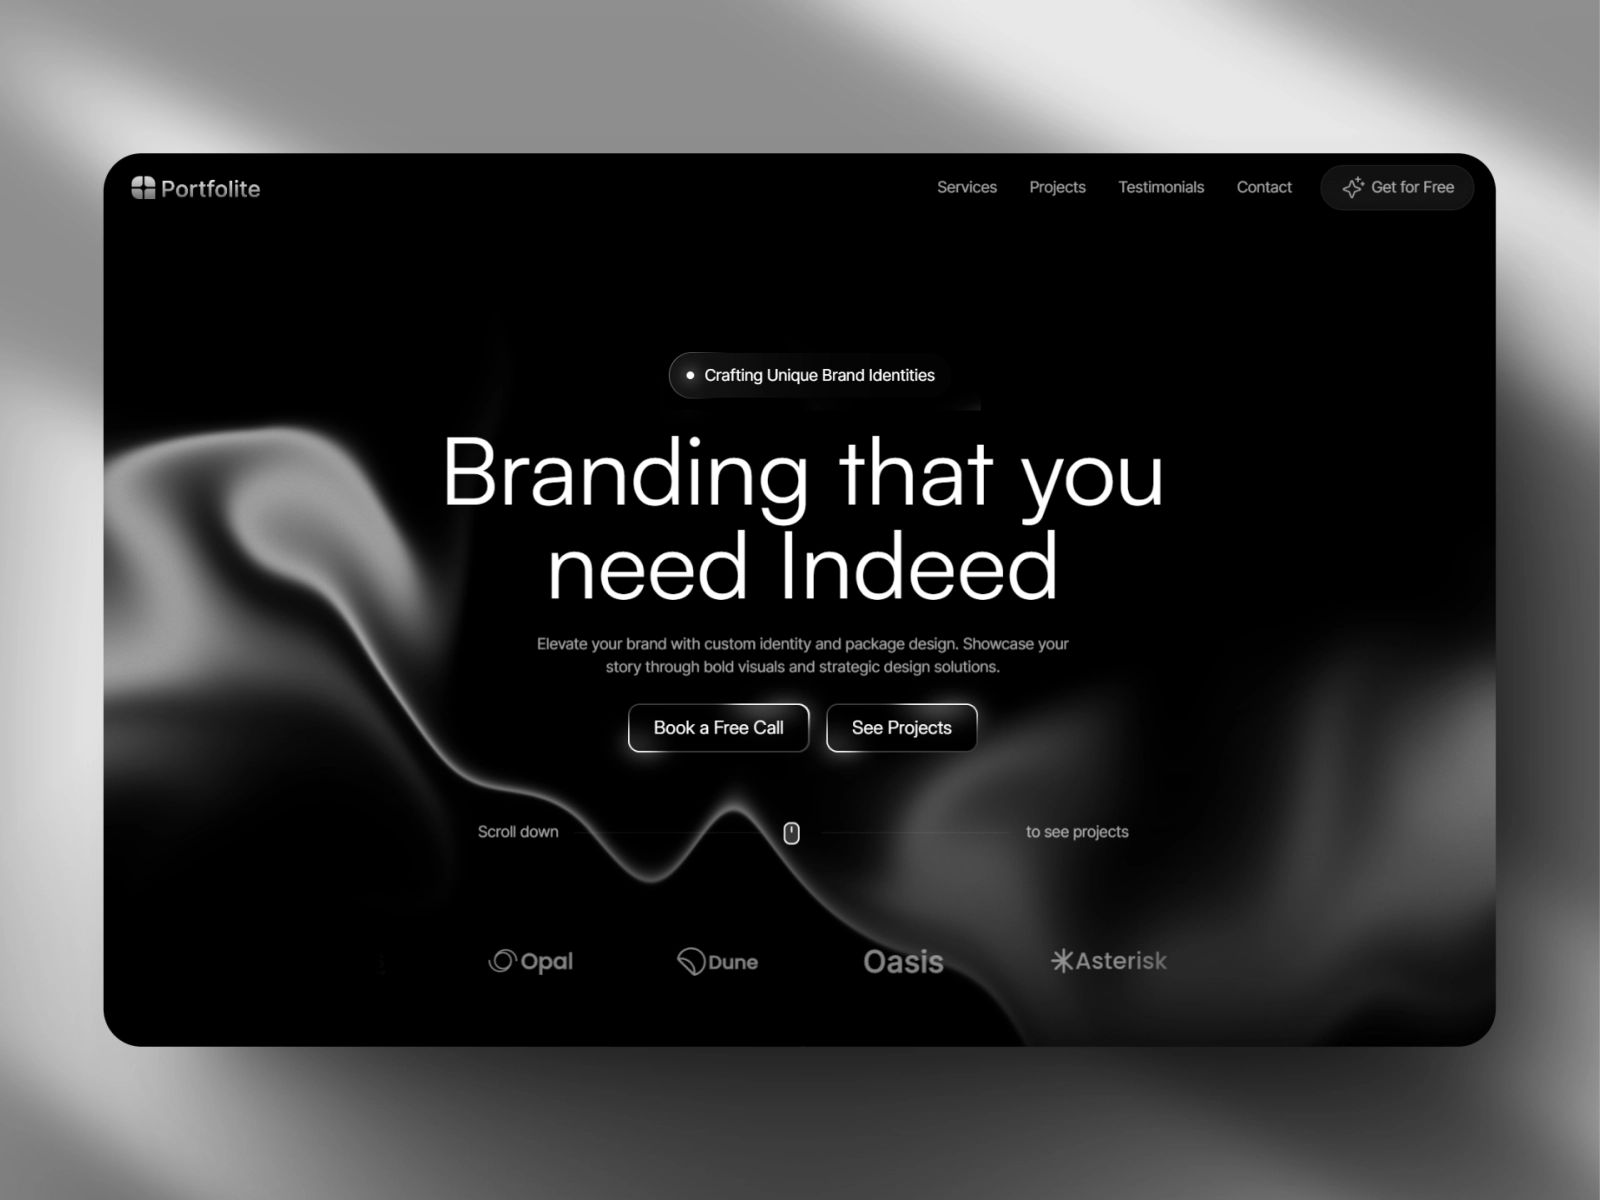 Portfolite
Services
Projects
Testimonials
Contact
Get for Free
Crafting Unique Brand Identities
Branding that you
need Indeed
Elevate your brand with custom identity and package design. Showcase your
story through bold visuals and strategic design solutions.
Book a Free Call
See Projects
Scroll down
to see projects
Opal
Dune
Oasis
Asterisk